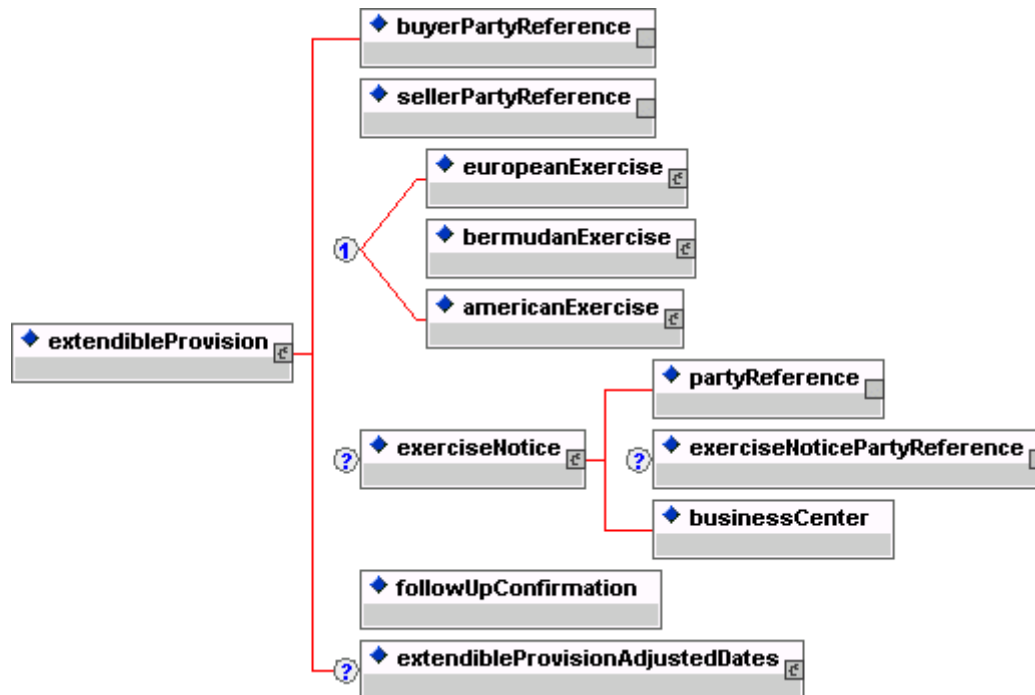 buyerPartyReference
sellerPartyReference
europeanExercise
1
bermudanExercise
americanExercise
extendibleProvision
partyReference
? exerciseNotice
? exerciseNoticePartyReference
businessCenter
followUpConfirmation
? extendibleProvisionAdjustedDates